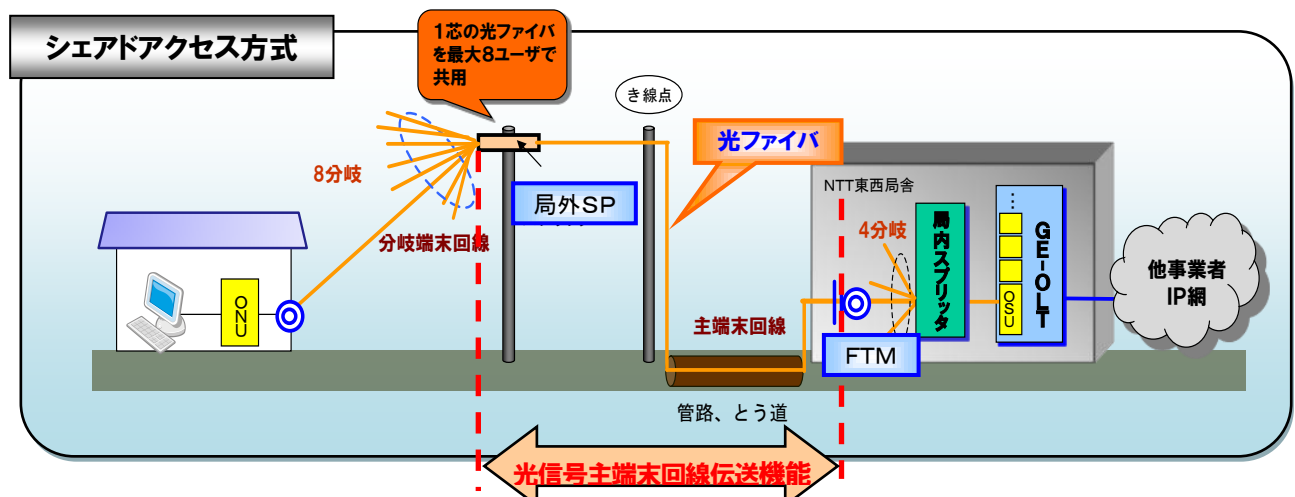 シェアドアクセス方式
1芯の光ファイバ
を最大8ユーザで
共用
き線点
光ファイバ
8分岐
局外SP
NTT東西局舎
4分岐
局内スプリッタ
GE-OLT
…
OSU
分岐端末回線
ONU
他事業者
IP網
主端末回線
FTM
管路、とう道
光信号主端末回線伝送機能